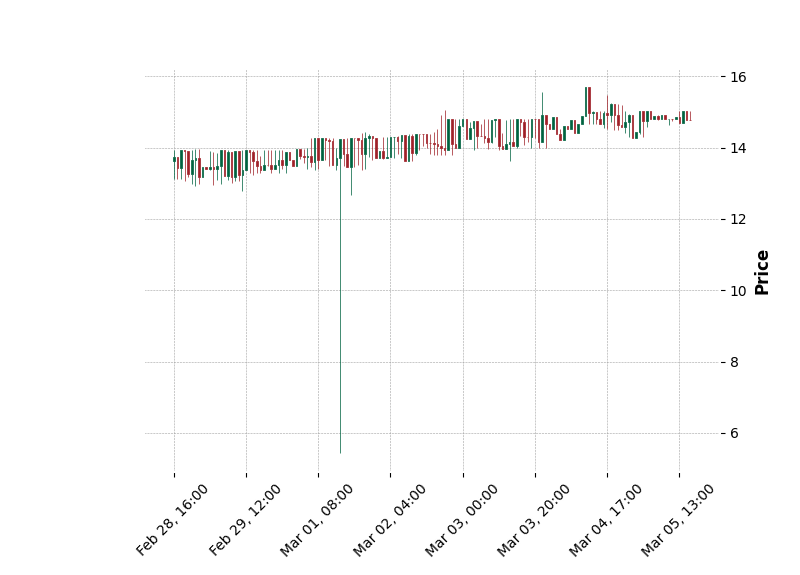 16
14
12
10
8
6
Price
Feb 28, 16:00
Feb 29, 12:00
Mar 01, 08:00
Mar 02, 04:00
Mar 03, 00:00
Mar 03, 20:00
Mar 04, 17:00
Mar 05, 13:00